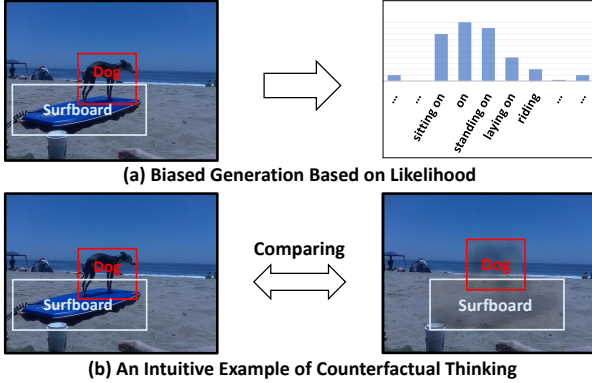 Dog
Surfboard
...
...
sitting on
on
standing on
laying on
riding
...
...
(a) Biased Generation Based on Likelihood
Dog
Surfboard
Comparing
Dog
Surfboard
(b) An Intuitive Example of Counterfactual Thinking